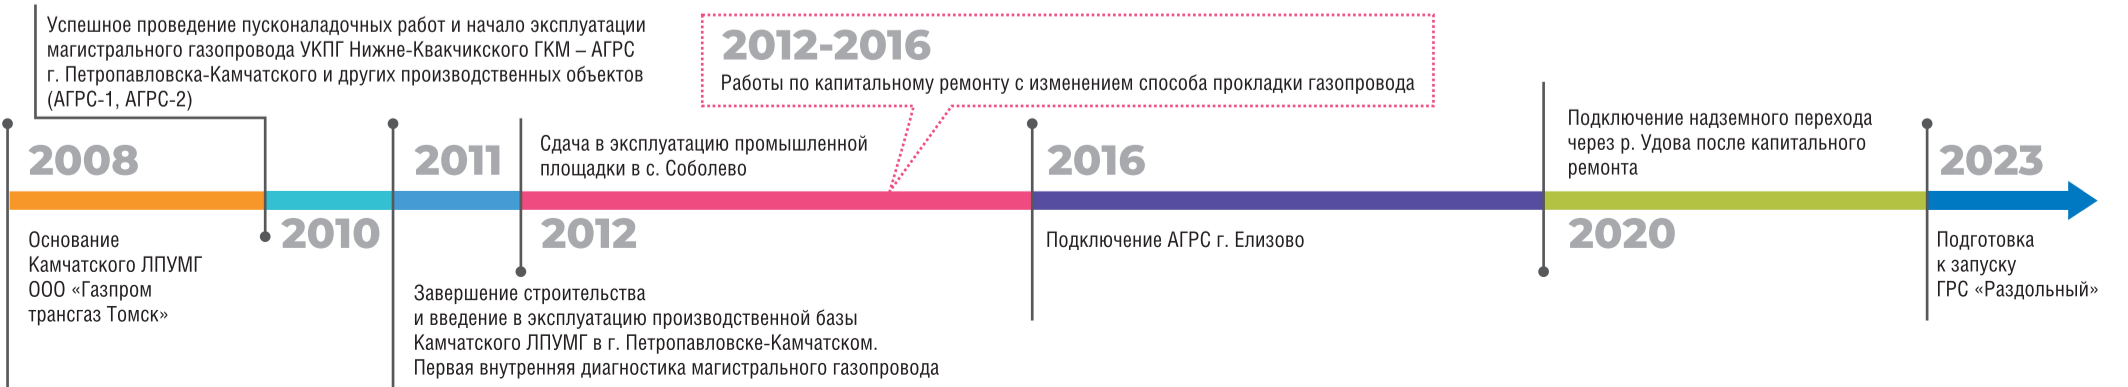 Успешное проведение пусконаладочных работ и начало эксплуатации
магистрального газопровода УКПГ Нижне-Квакчикского ГКМ – АГРС
г. Петропавловска-Камчатского и других производственных объектов
(АГРС-1, АГРС-2)
2012-2016
Работы по капитальному ремонту с изменением способа прокладки газопровода
2008
Основание
Камчатского ЛПУМГ
ООО «Газпром
трансгаз Томск»
2010
2011
Завершение строительства
и введение в эксплуатацию производственной базы
Камчатского ЛПУМГ в г. Петропавловске-Камчатском.
Первая внутренняя диагностика магистрального газопровода
Сдача в эксплуатацию промышленной
площадки в с. Соболево
2012
2016
Подключение АГРС г. Елизово
Подключение надземного перехода
через р. Удова после капитального
ремонта
2020
2023
Подготовка
к запуску
ГРС «Раздольный»